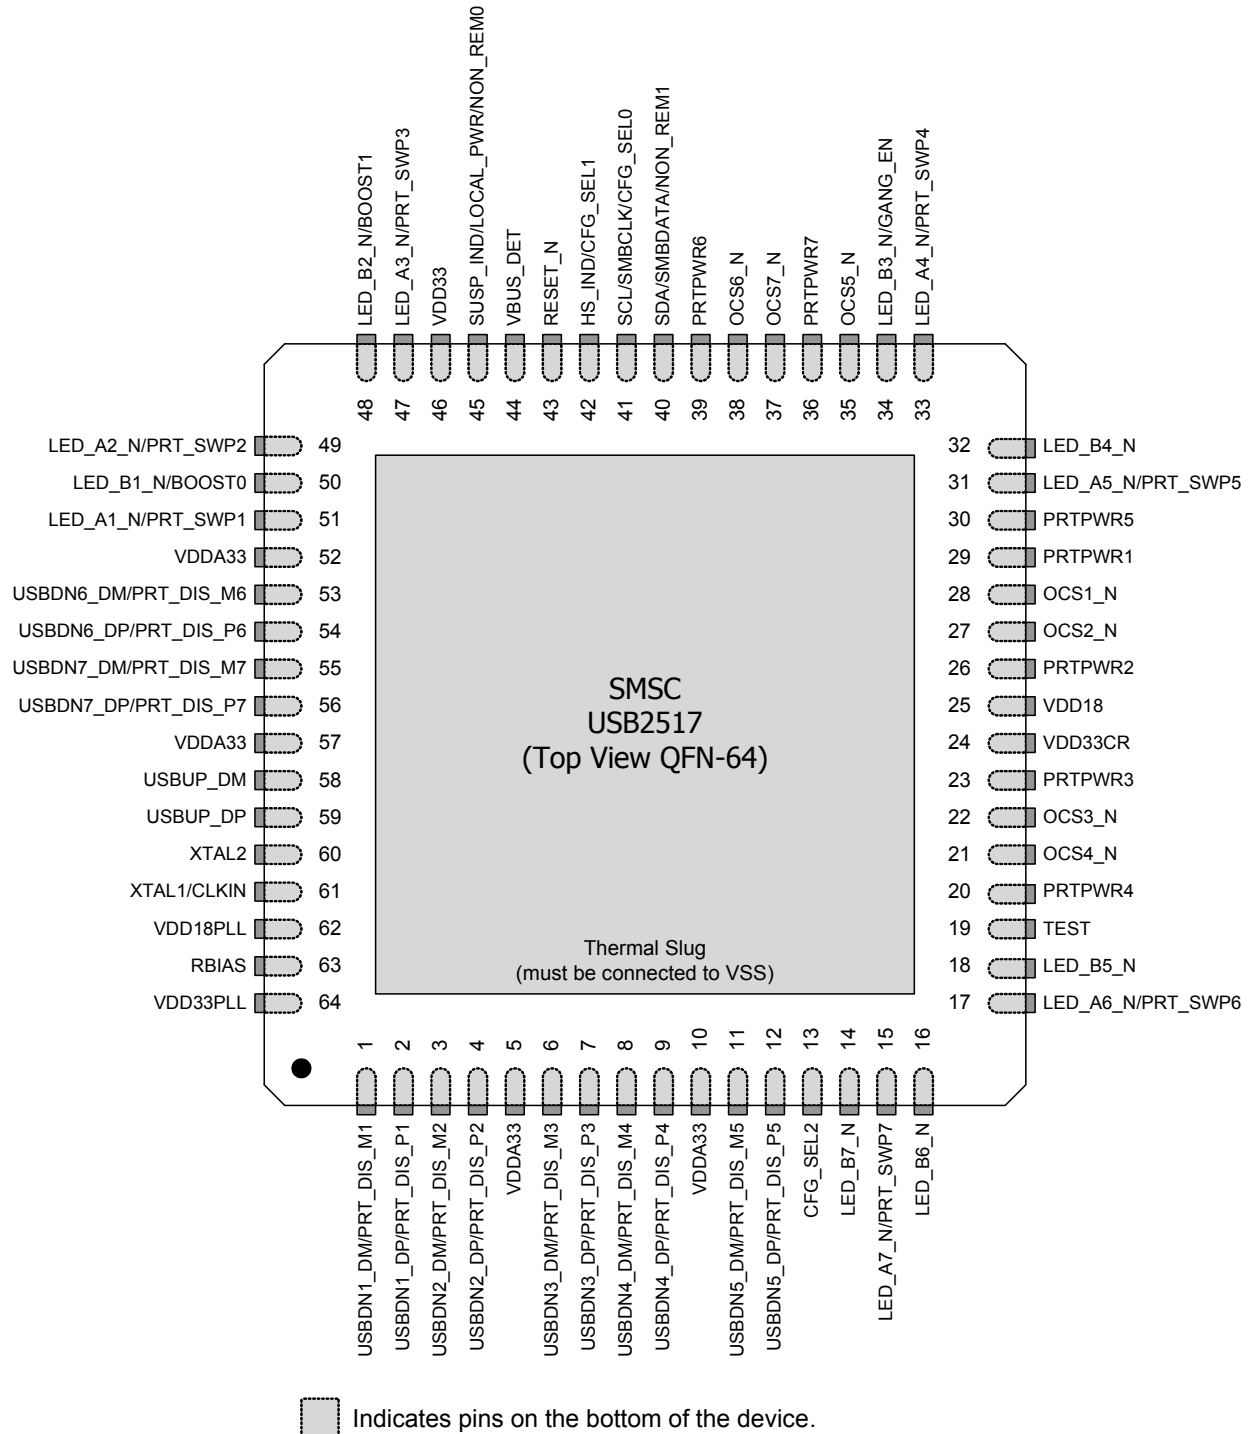 LED_B2_N/BOOST1
LED_A3_N/PRT_SWP3
VDD33
SUSP_IND/LOCAL_PWR/NON_REM0
VBUS_DET
RESET_N
HS_IND/CFG_SEL1
SCL/SMBCLK/CFG_SEL0
SDA/SMBDATA/NON_REM1
PRTPWR6
OCS6_N
OCS7_N
PRTPWR7
OCS5_N
LED_B3_N/GANG_EN
LED_A4_N/PRT_SWP4
48
47
46
45
44
43
42
41
40
39
38
37
36
35
34
33
LED_A2_N/PRT_SWP2 49
LED_B1_N/BOOST0 50
LED_A1_N/PRT_SWP1 51
VDDA33 52
USBDN6_DM/PRT_DIS_M6 53
USBDN6_DP/PRT_DIS_P6 54
USBDN7_DM/PRT_DIS_M7 55
USBDN7_DP/PRT_DIS_P7 56
VDDA33 57
USBUP_DM 58
USBUP_DP 59
XTAL2 60
XTAL1/CLKIN 61
VDD18PLL 62
RBIAS 63
VDD33PLL 64
SMSC
USB2517
(Top View QFN-64)
Thermal Slug
(must be connected to VSS)
32 LED_B4_N
31 LED_A5_N/PRT_SWP5
30 PRTPWR5
29 PRTPWR1
28 OCS1_N
27 OCS2_N
26 PRTPWR2
25 VDD18
24 VDD33CR
23 PRTPWR3
22 OCS3_N
21 OCS4_N
20 PRTPWR4
19 TEST
18 LED_B5_N
17 LED_A6_N/PRT_SWP6
1
2
3
4
5
6
7
8
9
10
11
12
13
14
15
16
USBDN1_DM/PRT_DIS_M1
USBDN1_DP/PRT_DIS_P1
USBDN2_DM/PRT_DIS_M2
USBDN2_DP/PRT_DIS_P2
VDDA33
USBDN3_DM/PRT_DIS_M3
USBDN3_DP/PRT_DIS_P3
USBDN4_DM/PRT_DIS_M4
USBDN4_DP/PRT_DIS_P4
VDDA33
USBDN5_DM/PRT_DIS_M5
USBDN5_DP/PRT_DIS_P5
CFG_SEL2
LED_B7_N
LED_A7_N/PRT_SWP7
LED_B6_N
Indicates pins on the bottom of the device.